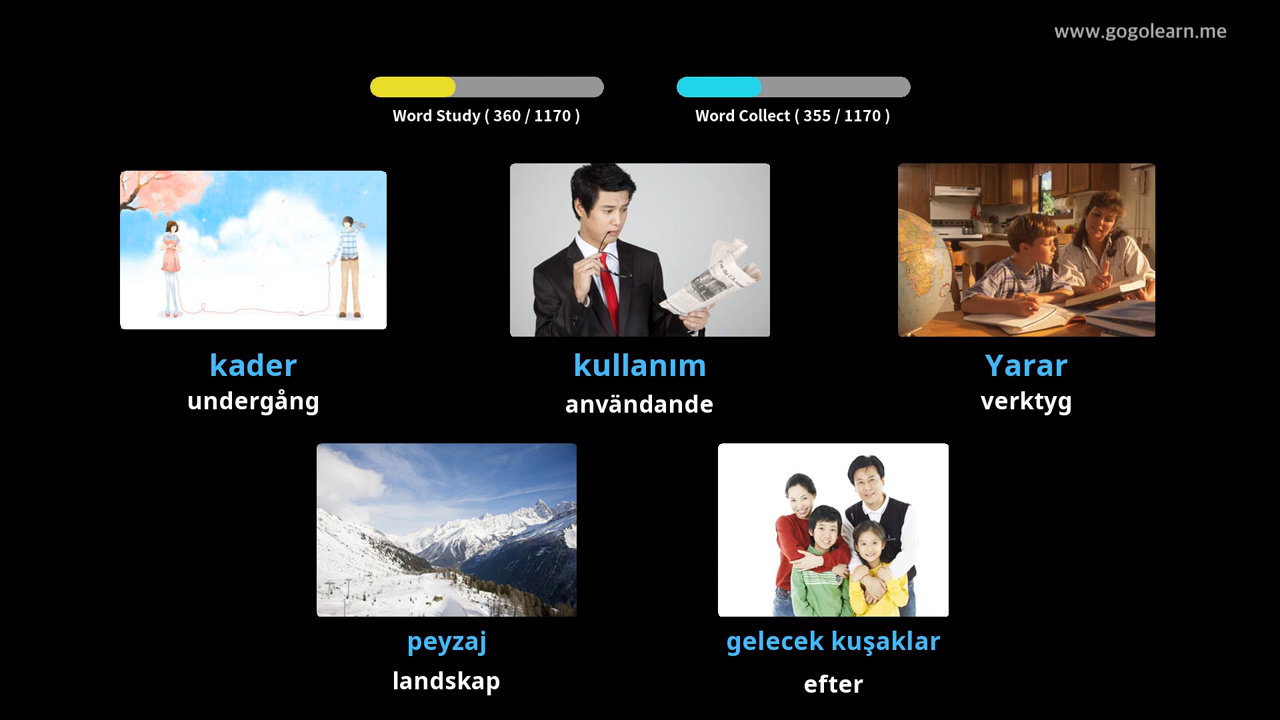 www.gogolearn.me
Word Study ( 360 / 1170 )
Word Collect ( 355 / 1170 )
kader
undergång
kullanım
användande
Yarar
verktyg
peyzaj
landskap
gelecek kuşaklar
efter